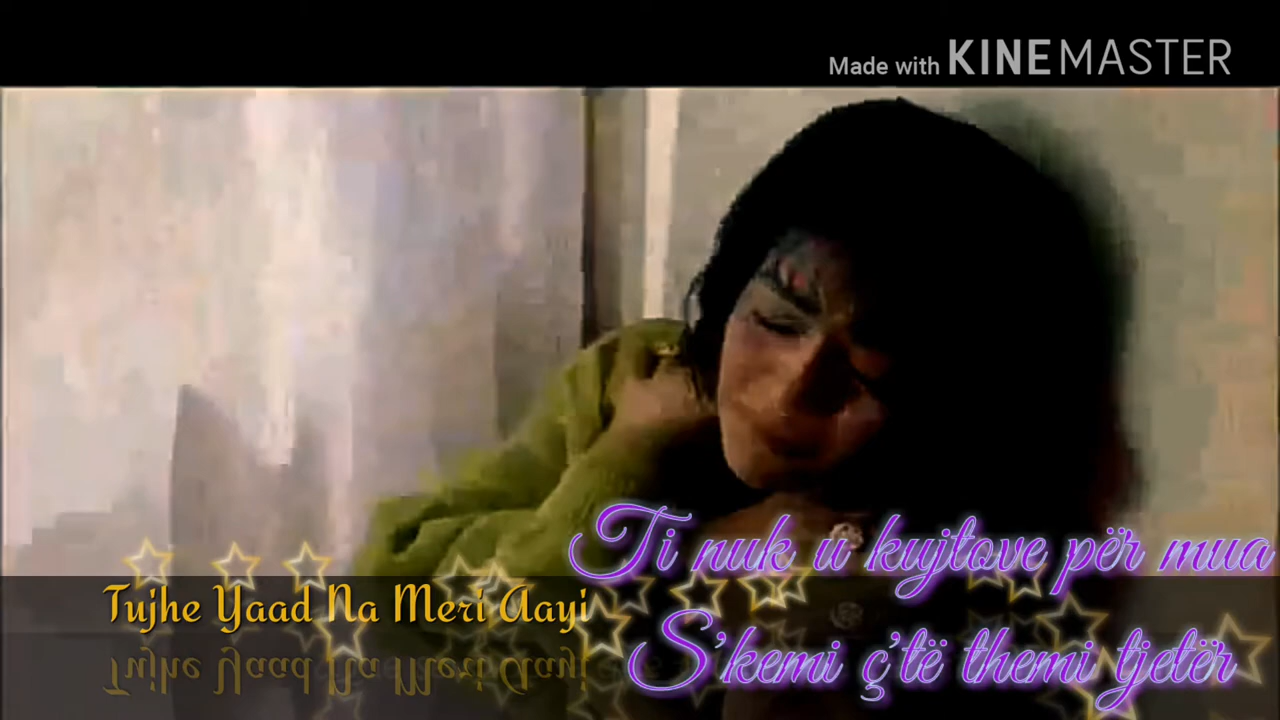 Made with KINEMASTER
Ti nuk u kujtove për mua
Tujhe Yaad Na Meri Aayi
S'kemi ç'të themi tjetër